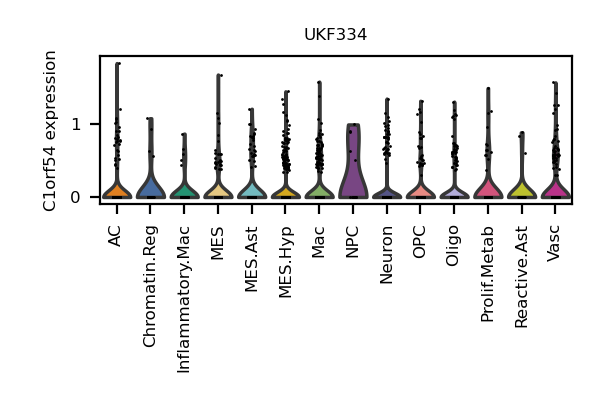 UKF334
C1orf54 expression
1
0
AC
Chromatin.Reg
Inflammatory.Mac
MES
MES.Ast
MES.Hyp
Mac
NPC
Neuron
OPC
Oligo
Prolif.Metab
Reactive.Ast
Vasc